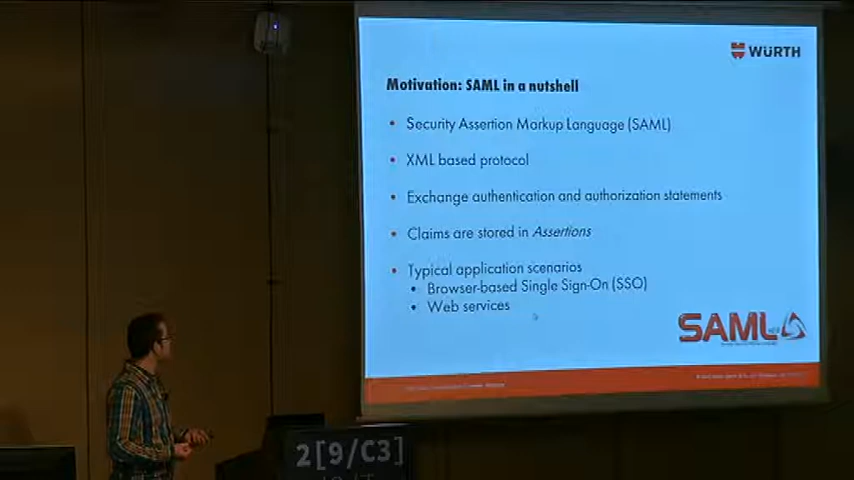 WÜRTH
Motivation: SAML in a nutshell
• Security Assertion Markup Language (SAML)
• XML based protocol
• Exchange authentication and authorization statements
• Claims are stored in Assertions
• Typical application scenarios
• Browser-based Single Sign-On (SSO)
• Web services
SAML
2[9/C3]